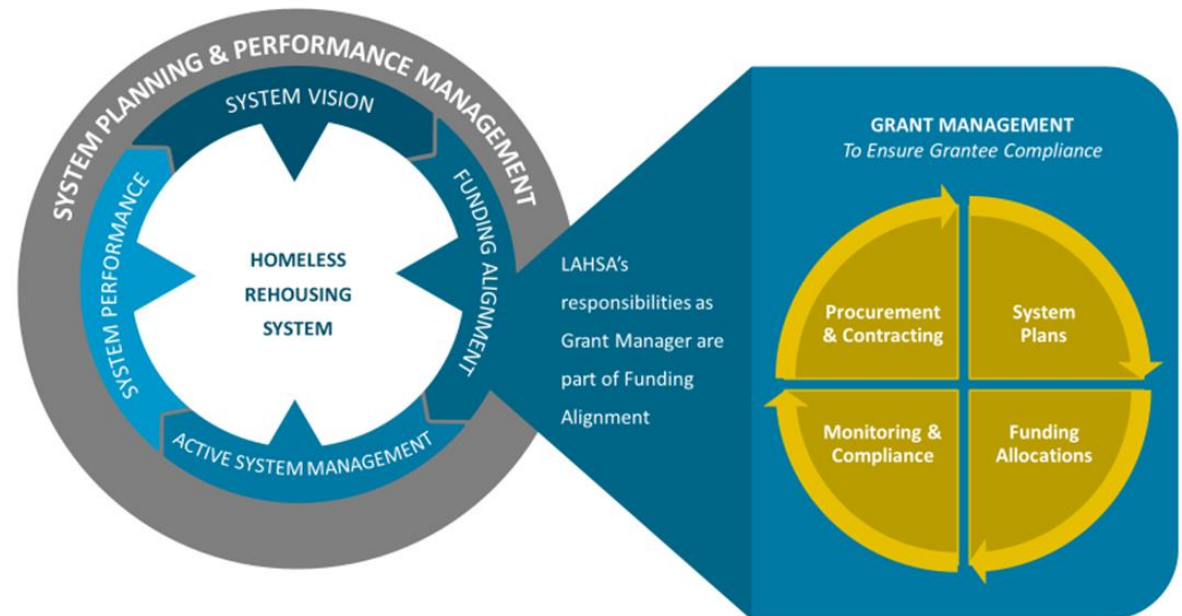 SYSTEM PLANNING & PERFORMANCE MANAGEMENT
SYSTEM VISION
FUNDING ALIGNMENT
ACTIVE SYSTEM MANAGEMENT
SYSTEM PERFORMANCE
HOMELESS
REHOUSING
SYSTEM
LAHSA’s
responsibilities as
Grant Manager are
part of Funding
Alignment
GRANT MANAGEMENT
To Ensure Grantee Compliance
Procurement
& Contracting
System
Plans
Monitoring &
Compliance
Funding
Allocations